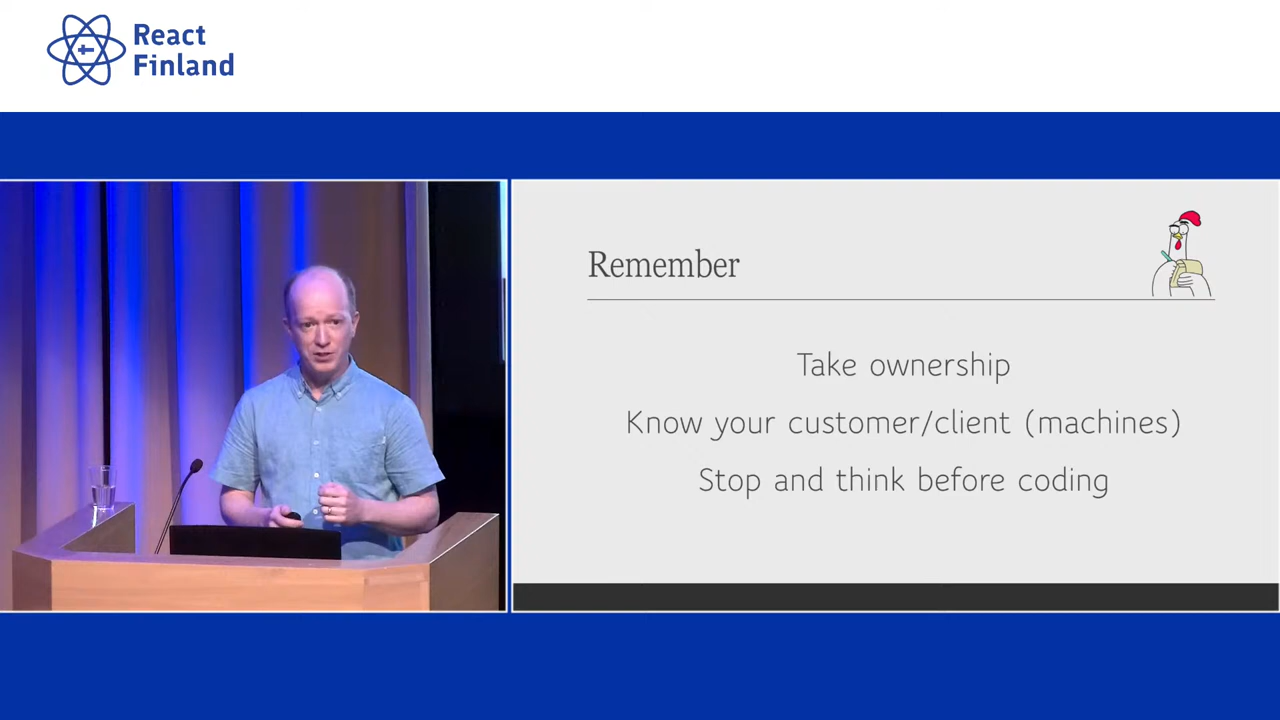 React
Finland
Remember
Take ownership
Know your customer/client (machines)
Stop and think before coding